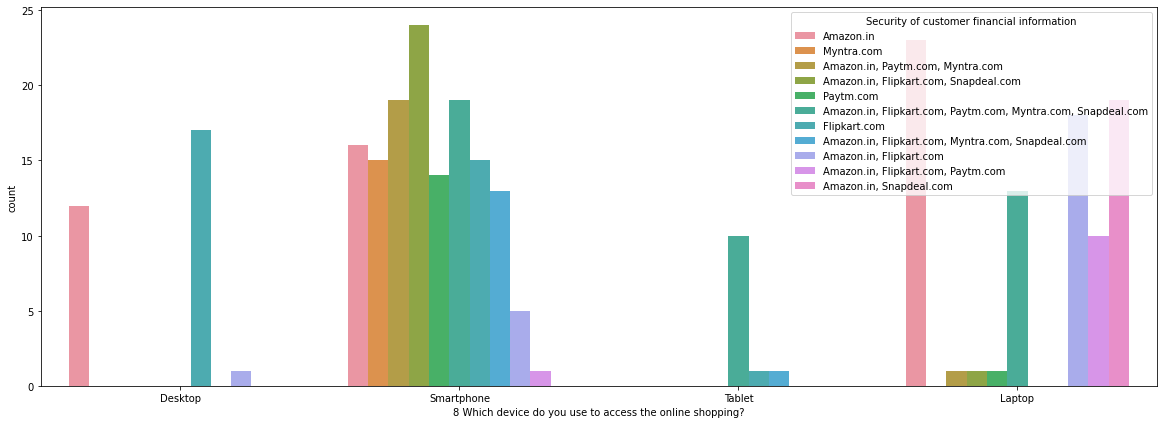 25
20
15
10
5
0
count
Security of customer financial information
Amazon.in
Myntra.com
Amazon.in, Paytm.com, Myntra.com
Amazon.in, Flipkart.com, Snapdeal.com
Paytm.com
Amazon.in, Flipkart.com, Paytm.com, Myntra.com, Snapdeal.com
Flipkart.com
Amazon.in, Flipkart.com, Myntra.com, Snapdeal.com
Amazon.in, Flipkart.com
Amazon.in, Flipkart.com, Paytm.com
Amazon.in, Snapdeal.com
Desktop Smartphone Tablet Laptop
8 Which device do you use to access the online shopping?